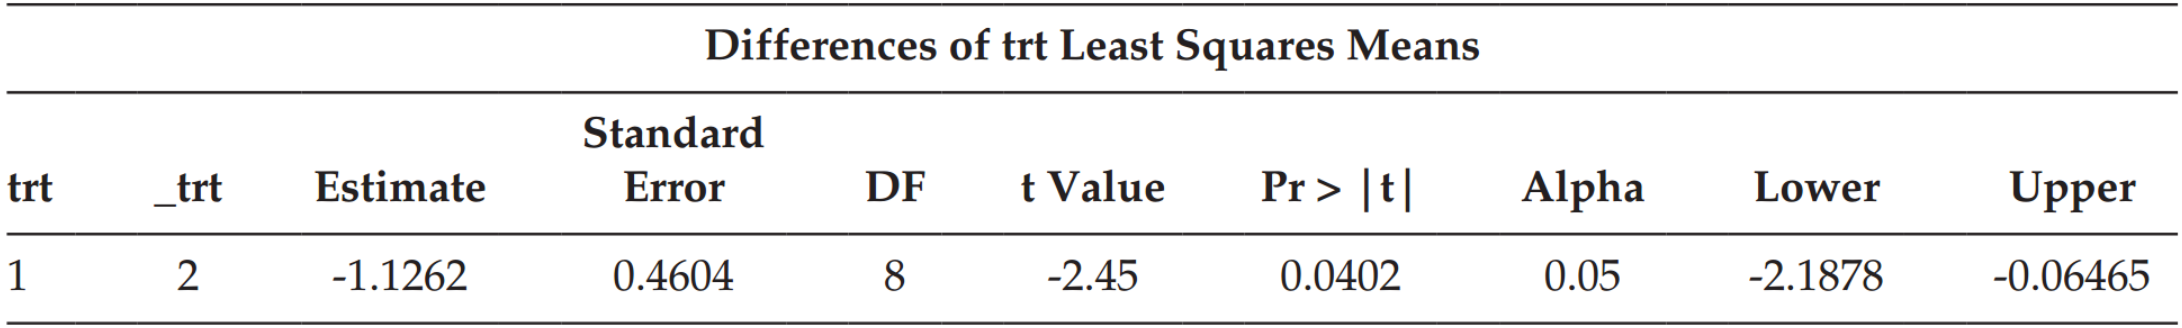 Differences of trt Least Squares Means
Standard
trt _trt Estimate Error DF t Value Pr > |t| Alpha Lower Upper
1 2 -1.1262 0.4604 8 -2.45 0.0402 0.05 -2.1878 -0.06465